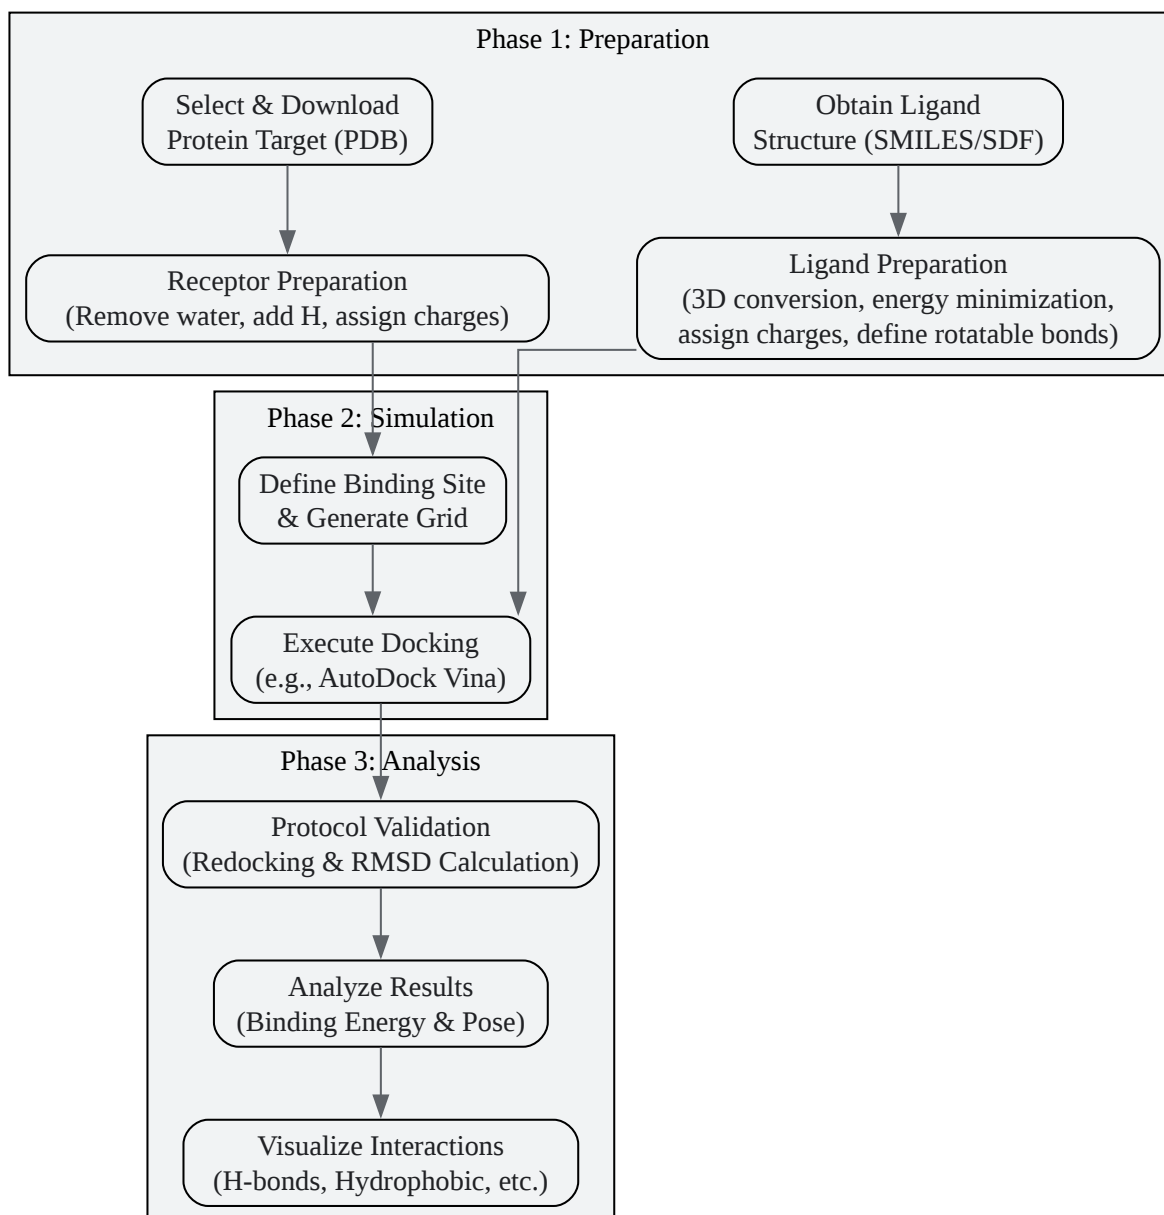 Phase 1: Preparation
Select & Download
Protein Target (PDB)
Obtain Ligand
Structure (SMILES/SDF)
Receptor Preparation
(Remove water, add H, assign charges)
Ligand Preparation
(3D conversion, energy minimization,
assign charges, define rotatable bonds)
Phase 2: Simulation
Define Binding Site
& Generate Grid
Execute Docking
(e.g., AutoDock Vina)
Phase 3: Analysis
Protocol Validation
(Redocking & RMSD Calculation)
Analyze Results
(Binding Energy & Pose)
Visualize Interactions
(H-bonds, Hydrophobic, etc.)